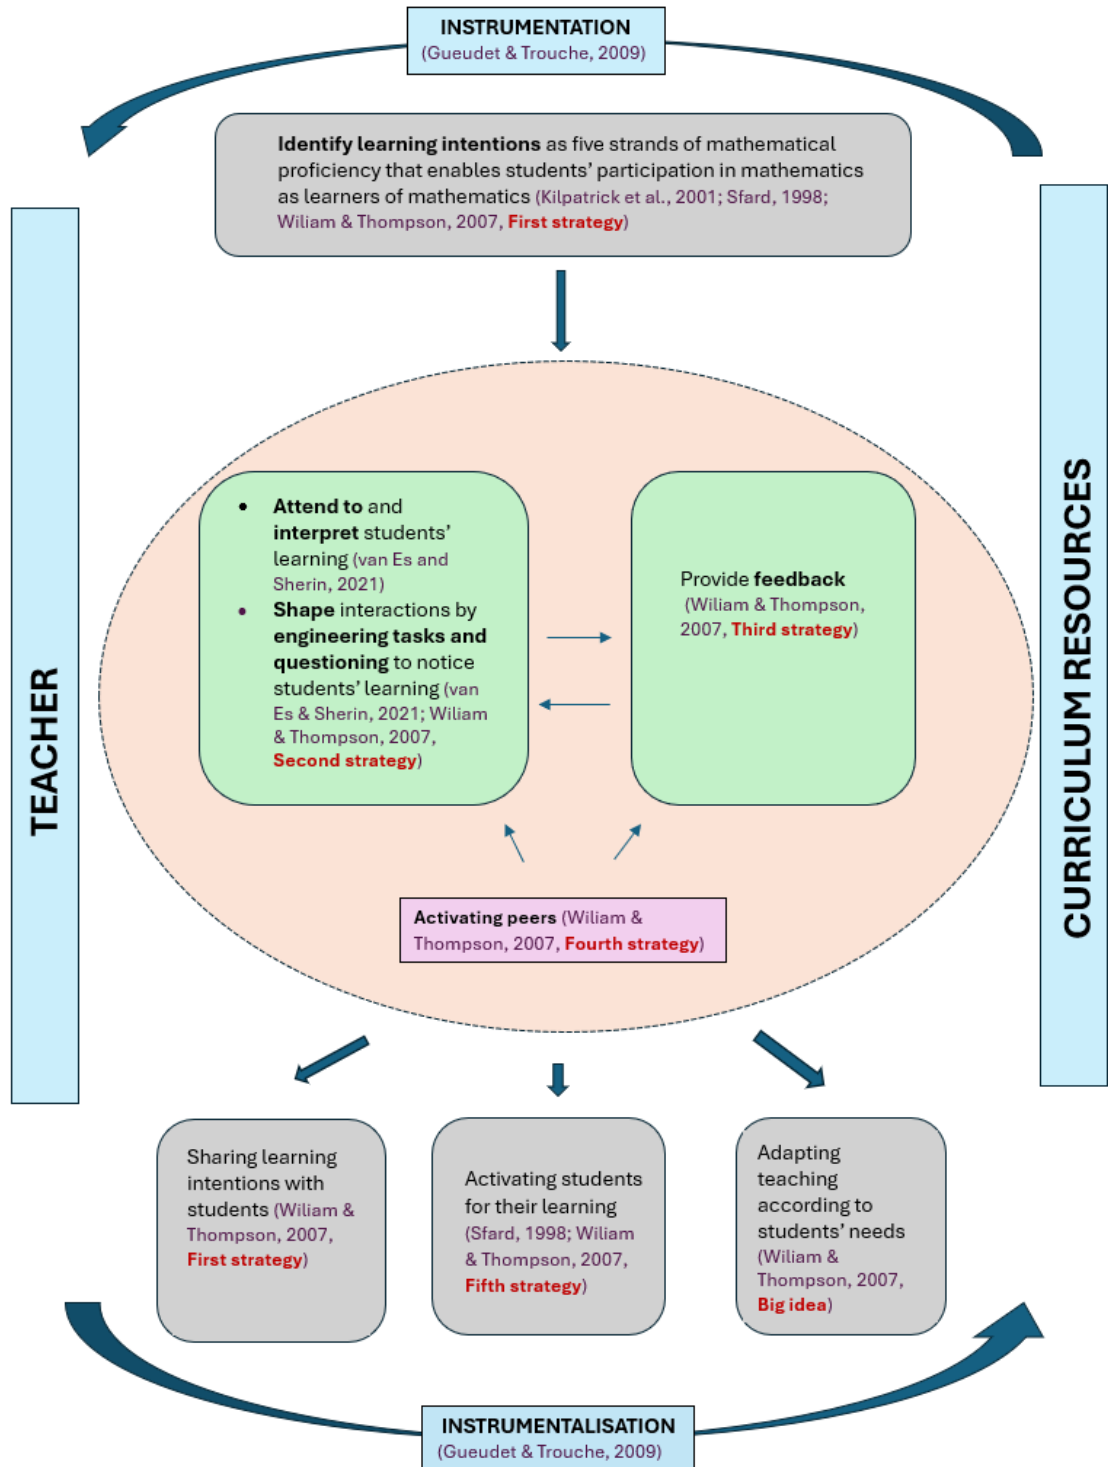 INSTRUMENTATION
(Gueudet & Trouche, 2009)
Identify learning intentions as five strands of mathematical
proficiency that enables students' participation in mathematics
as learners of mathematics (Kilpatrick et al., 2001; Sfard, 1998;
Wiliam & Thompson, 2007, First strategy)
TEACHER
CURRICULUM RESOURCES
• Attend to and
interpret students'
learning (van Es and
Sherin, 2021)
• Shape interactions by
engineering tasks and
questioning to notice
students' learning (van
Es & Sherin, 2021; Wiliam
& Thompson, 2007,
Second strategy)
Provide feedback
(Wiliam & Thompson,
2007, Third strategy)
Activating peers (Wiliam &
Thompson, 2007, Fourth strategy)
Sharing learning
intentions with
students (Wiliam &
Thompson, 2007,
First strategy)
Activating students
for their learning
(Sfard, 1998; Wiliam
& Thompson, 2007,
Fifth strategy)
Adapting
teaching
according to
students' needs
(Wiliam &
Thompson, 2007,
Big idea)
INSTRUMENTALISATION
(Gueudet & Trouche, 2009)